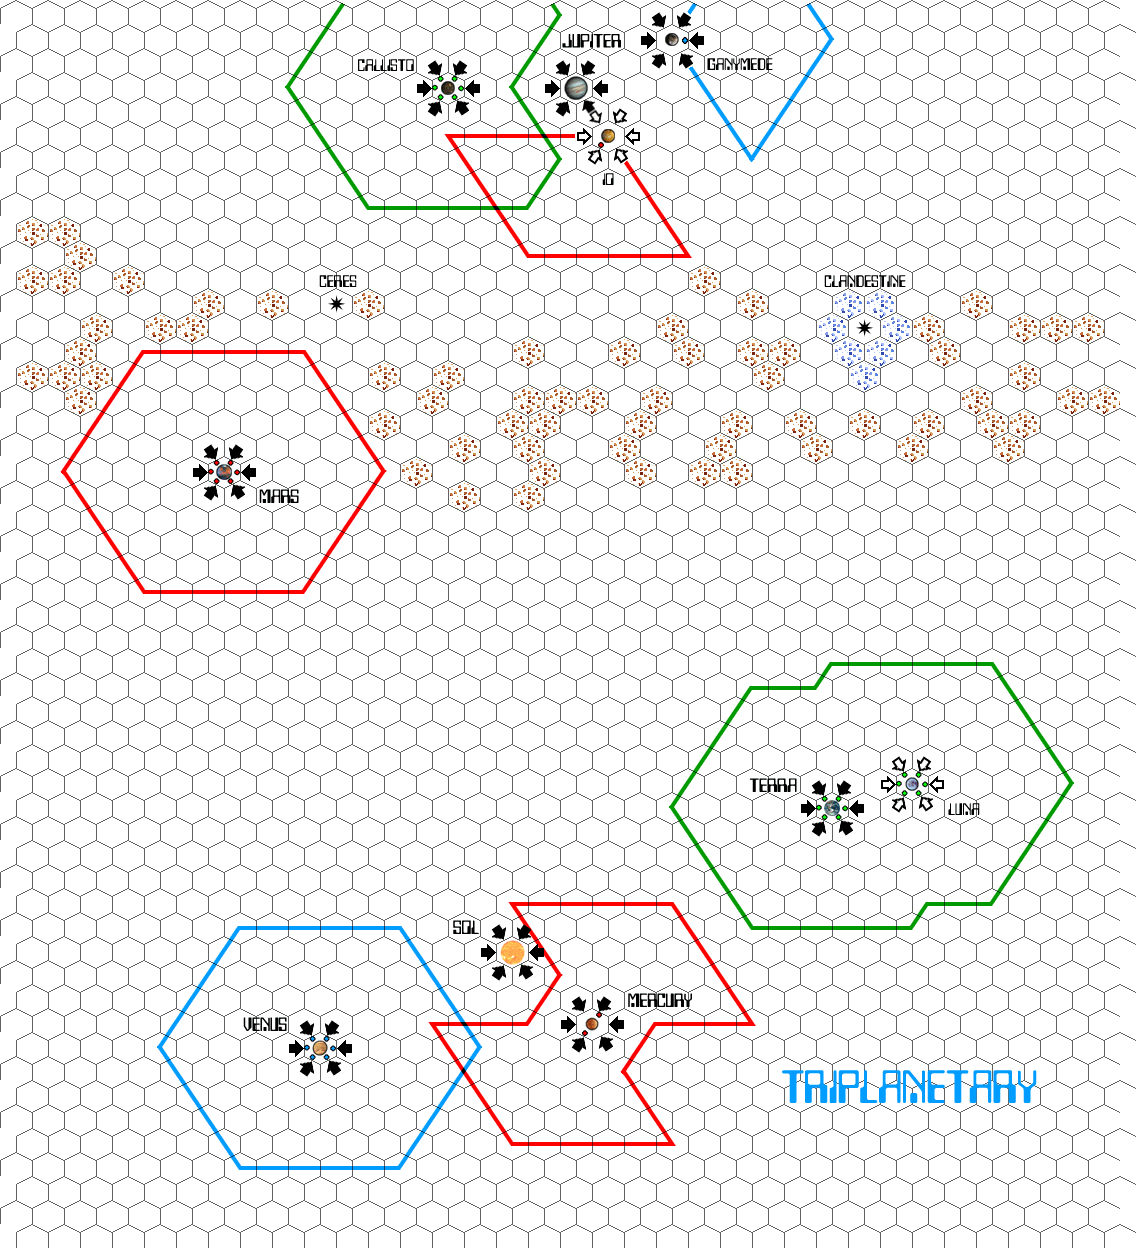 JUPITER
CALLISTO
GANYMEDE
IO
CERES
CLANDESTINE
MARS
TERRA
LUNA
SOL
MERCURY
VENUS
TRIPLANETARY